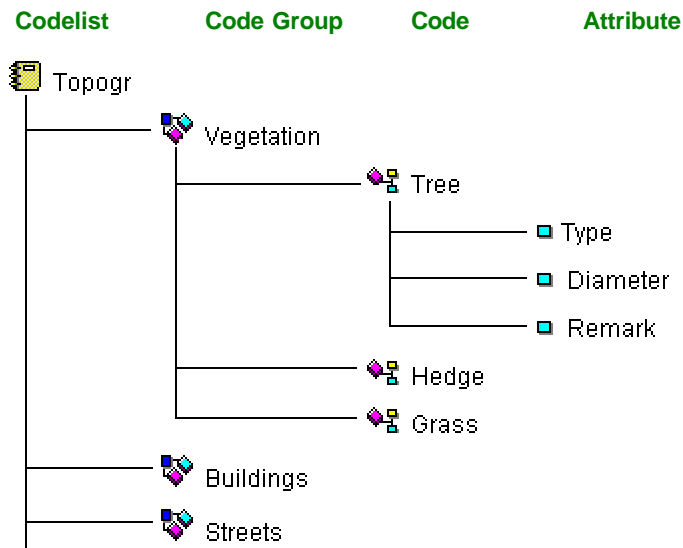 Codelist Code Group Code Attribute
Topogr
Vegetation
Tree
Type
Diameter
Remark
Hedge
Grass
Buildings
Streets